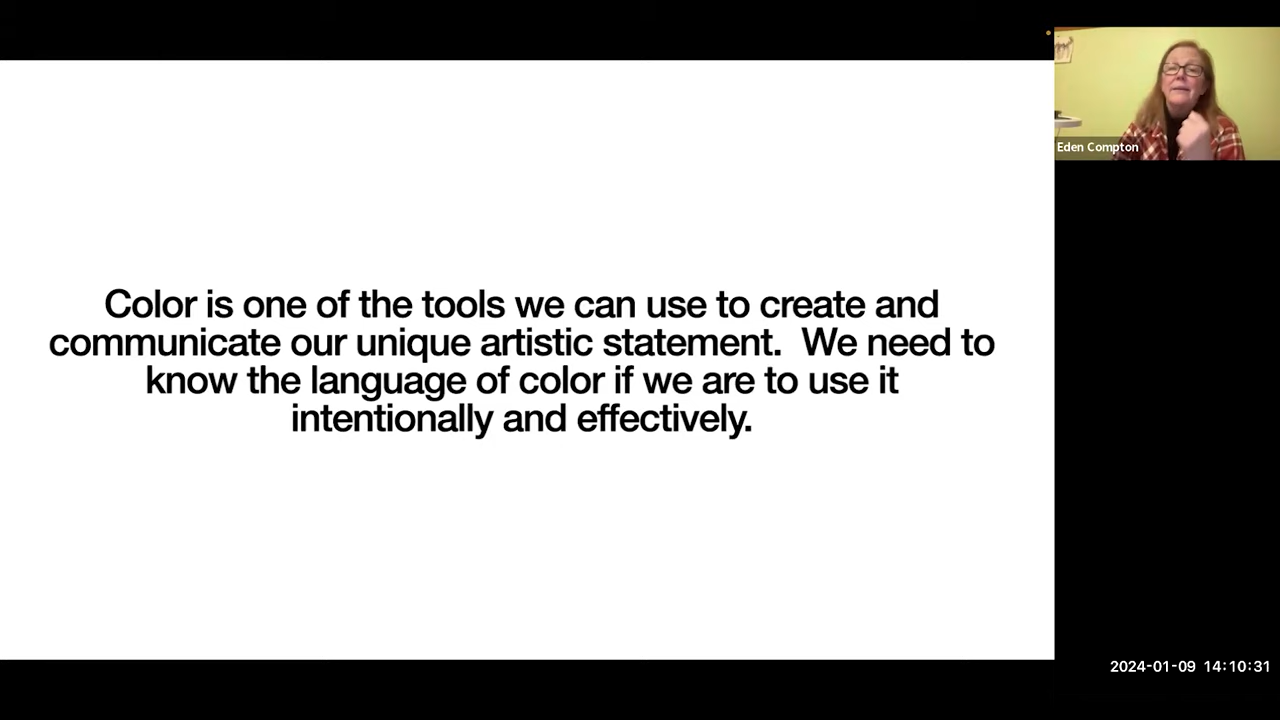 Eden Compton
Color is one of the tools we can use to create and
communicate our unique artistic statement.  We need to
know the language of color if we are to use it
intentionally and effectively.
2024-01-09 14:10:31